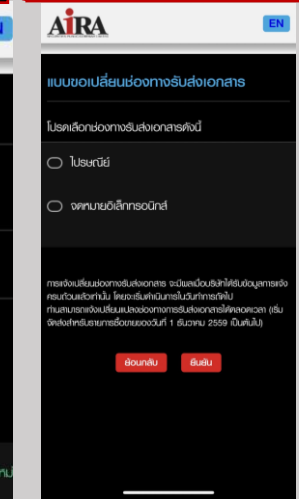 AiRA
EN
แบบขอเปลี่ยนช่องทางรับส่งเอกสาร
โปรดเลือกช่องทางรับส่งเอกสารดังนี้
ไปรษณีย์
จดหมายอิเล็กทรอนิกส์
การแจ้งเปลี่ยนช่องทางรับส่งเอกสาร จะมีผลเมื่อบริษัทได้รับข้อมูลการแจ้ง
ครบถ้วนแล้วเท่านั้น โดยจะเริ่มดำเนินการในวันทำการถัดไป
ท่านสามารถแจ้งเปลี่ยนแปลงช่องทางการรับส่งเอกสารได้ตลอดเวลา (เริ่ม
จัดส่งสำหรับรายการซื้อขายของวันที่ 1 ธันวาคม 2559 เป็นต้นไป)
ย้อนกลับ
ยืนยัน